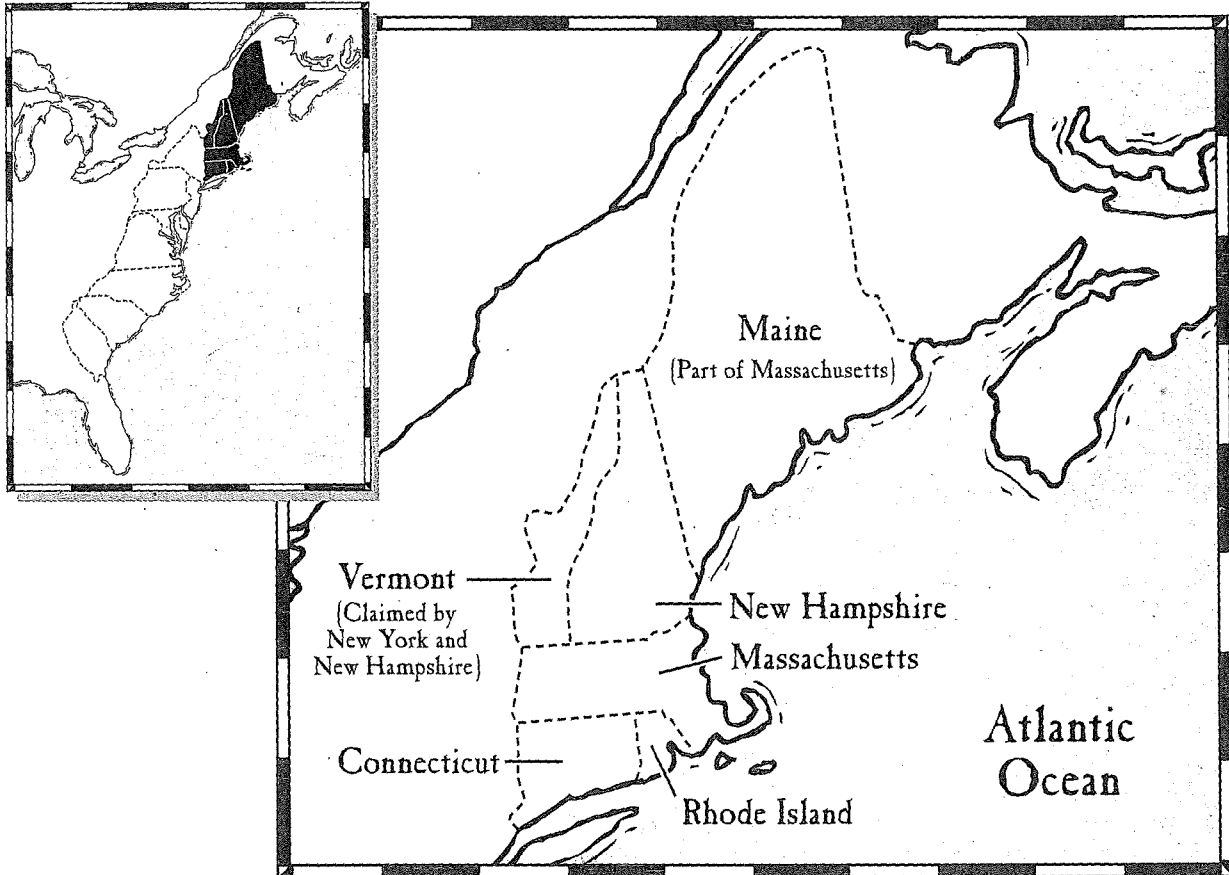 Maine
(Part of Massachusetts)
Vermont
(Claimed by
New York and
New Hampshire)
New Hampshire
Massachusetts
Connecticut
Rhode Island
Atlantic
Ocean